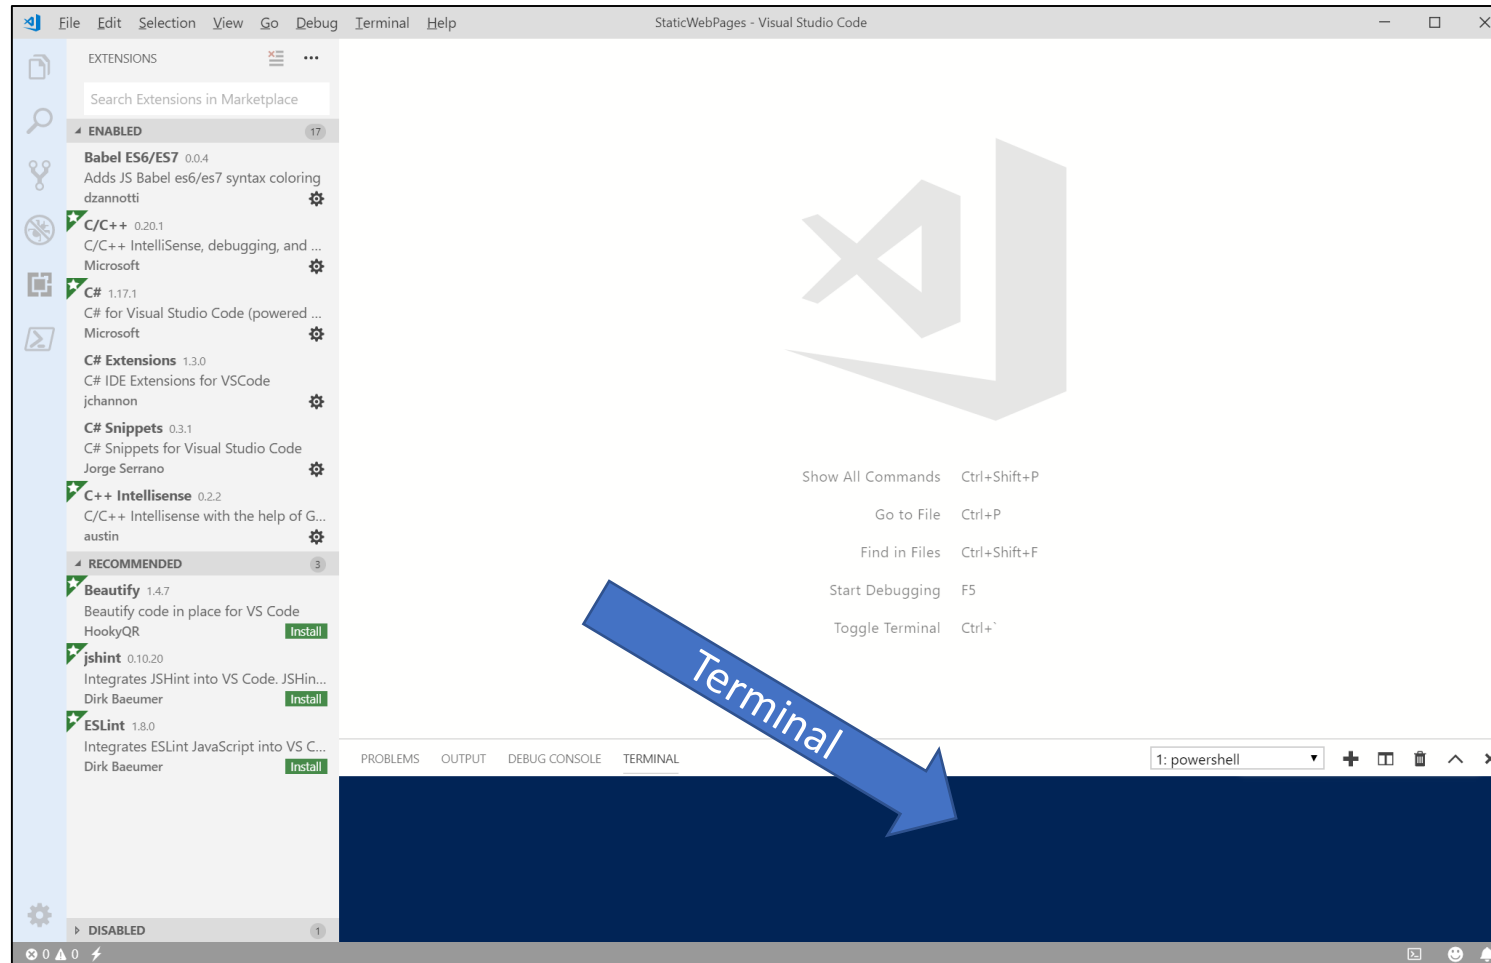 File Edit Selection View Go Debug Terminal Help
StaticWebPages - Visual Studio Code
EXTENSIONS
Search Extensions in Marketplace
ENABLED 17
Babel ES6/ES7 0.0.4
Adds JS Babel es6/es7 syntax coloring
dzannotti
C/C++ 0.20.1
C/C++ IntelliSense, debugging, and ...
Microsoft
C# 1.17.1
C# for Visual Studio Code (powered ...
Microsoft
C# Extensions 1.3.0
C# IDE Extensions for VSCode
jchannon
C# Snippets 0.3.1
C# Snippets for Visual Studio Code
Jorge Serrano
C++ Intellisense 0.2.2
C/C++ Intellisense with the help of G...
austin
RECOMMENDED 3
Beautify 1.4.7
Beautify code in place for VS Code
HookyQR Install
jshint 0.10.20
Integrates JSHint into VS Code. JSHin...
Dirk Baeumer Install
ESLint 1.8.0
Integrates ESLint JavaScript into VS C...
Dirk Baeumer Install
DISABLED 1
Show All Commands Ctrl+Shift+P
Go to File Ctrl+P
Find in Files Ctrl+Shift+F
Start Debugging F5
Toggle Terminal Ctrl+`
Terminal
PROBLEMS OUTPUT DEBUG CONSOLE TERMINAL
1: powershell
0 0